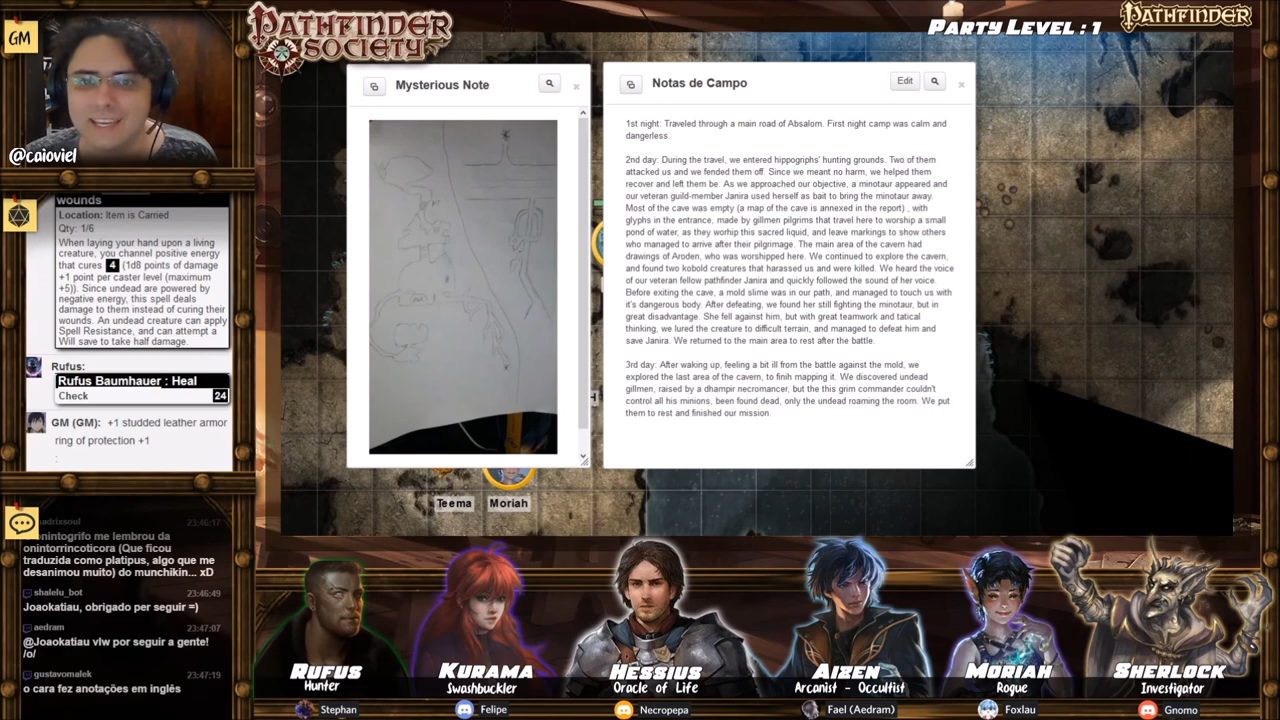 GM
@caioviel
PATHFINDER
SOCIETY
PARTY LEVEL : 1
PATHFINDER
wounds
Location: Item is Carried
Qty: 1/6
When laying your hand upon a living
creature, you channel positive energy
that cures 4 (1d8 points of damage
+1 point per caster level (maximum
+5)). Since undead are powered by
negative energy, this spell deals
damage to them instead of curing their
wounds. An undead creature can apply
Spell Resistance, and can attempt a
Will save to take half damage.
Rufus:
Rufus Baumhauer : Heal
Check 24
GM (GM): +1 studded leather armor
ring of protection +1
:
Mysterious Note
Notas de Campo
Edit
1st night: Traveled through a main road of Absalom. First night camp was calm and
dangerless.
2nd day: During the travel, we entered hippogriphs' hunting grounds. Two of them
attacked us and we fended them off. Since we meant no harm, we helped them
recover and left them be. As we approached our objective, a minotaur appeared and
our veteran guild-member Janira used herself as bait to bring the minotaur away.
Most of the cave was empty (a map of the cave is annexed in the report) , with
glyphs in the entrance, made by gillmen pilgrims that travel here to worship a small
pond of water, as they worhip this sacred liquid, and leave markings to show others
who managed to arrive after their pilgrimage. The main area of the cavern had
drawings of Aroden, who was worshipped here. We continued to explore the cavern,
and found two kobold creatures that harassed us and were killed. We heard the voice
of our veteran fellow pathfinder Janira and quickly followed the sound of her voice.
Before exiting the cave, a mold slime was in our path, and managed to touch us with
it's dangerous body. After defeating, we found her still fighting the minotaur, but in
great disadvantage. She fell against him, but with great teamwork and tatical
thinking, we lured the creature to difficult terrain, and managed to defeat him and
save Janira. We returned to the main area to rest after the battle.
3rd day: After waking up, feeling a bit ill from the battle against the mold, we
explored the last area of the cavern, to finih mapping it. We discovered undead
gillmen, raised by a dhampir necromancer, but the this grim commander couldn't
control all his minions, been found dead, only the undead roaming the room. We put
them to rest and finished our mission.
Teema
Moriah
23:46:17
onintogrifo me lembrou da
onintorrincoticora (Que ficou
traduzida como platipus, algo que me
desanimou muito) do munchikin... xD
shalelu_bot 23:46:49
Joaokatiau, obrigado per seguir =)
aedram 23:47:07
@Joaokatiau vlw por seguir a gente!
/o/
gustavomalek 23:47:19
o cara fez anotações em inglês
RUFUS
Hunter
Stephan
KURAMA
Swashbuckler
Felipe
HESSIUS
Oracle of Life
Necropepa
AIZEN
Arcanist - Occultist
Fael (Aedram)
MORIAH
Rogue
Foxlau
SHERLOCK
Investigator
Gnomo